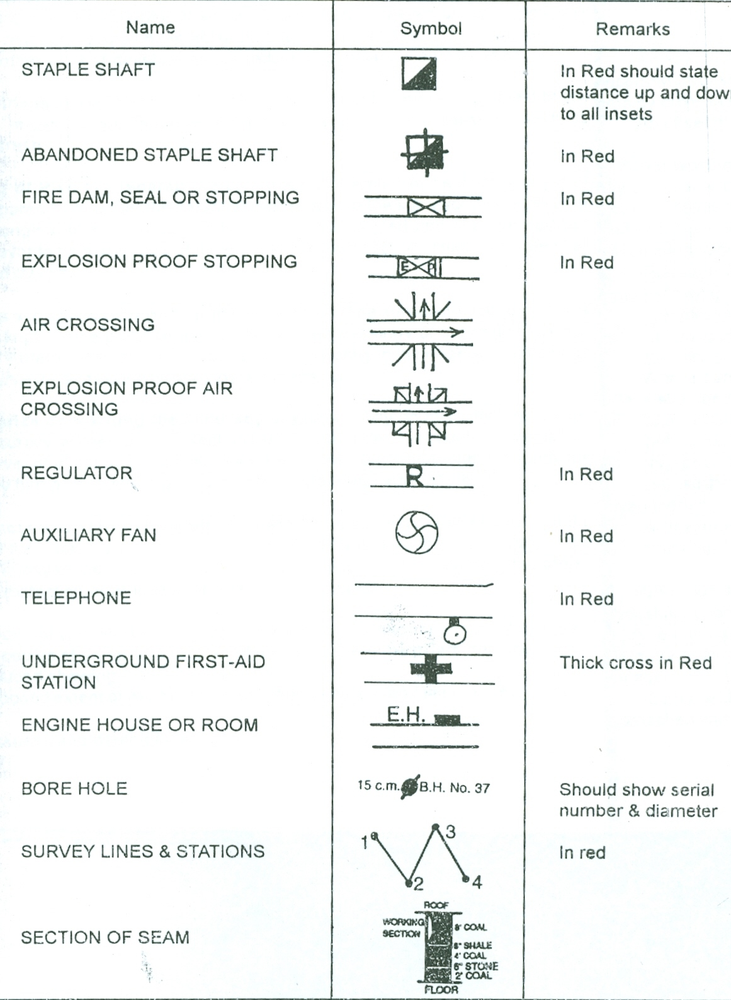 Name Symbol Remarks
STAPLE SHAFT In Red should state
distance up and dow
to all insets
ABANDONED STAPLE SHAFT in Red
FIRE DAM, SEAL OR STOPPING In Red
EXPLOSION PROOF STOPPING E P In Red
AIR CROSSING
EXPLOSION PROOF AIR
CROSSING
REGULATOR R In Red
AUXILIARY FAN In Red
TELEPHONE In Red
UNDERGROUND FIRST-AID Thick cross in Red
STATION
ENGINE HOUSE OR ROOM E.H.
BORE HOLE 15 c.m. B.H. No. 37 Should show serial
number & diameter
SURVEY LINES & STATIONS 1 2 3 4 In red
SECTION OF SEAM
ROOF
WORKING
SECTION
8' COAL
6" SHALE
4' COAL
6" STONE
2' COAL
FLOOR